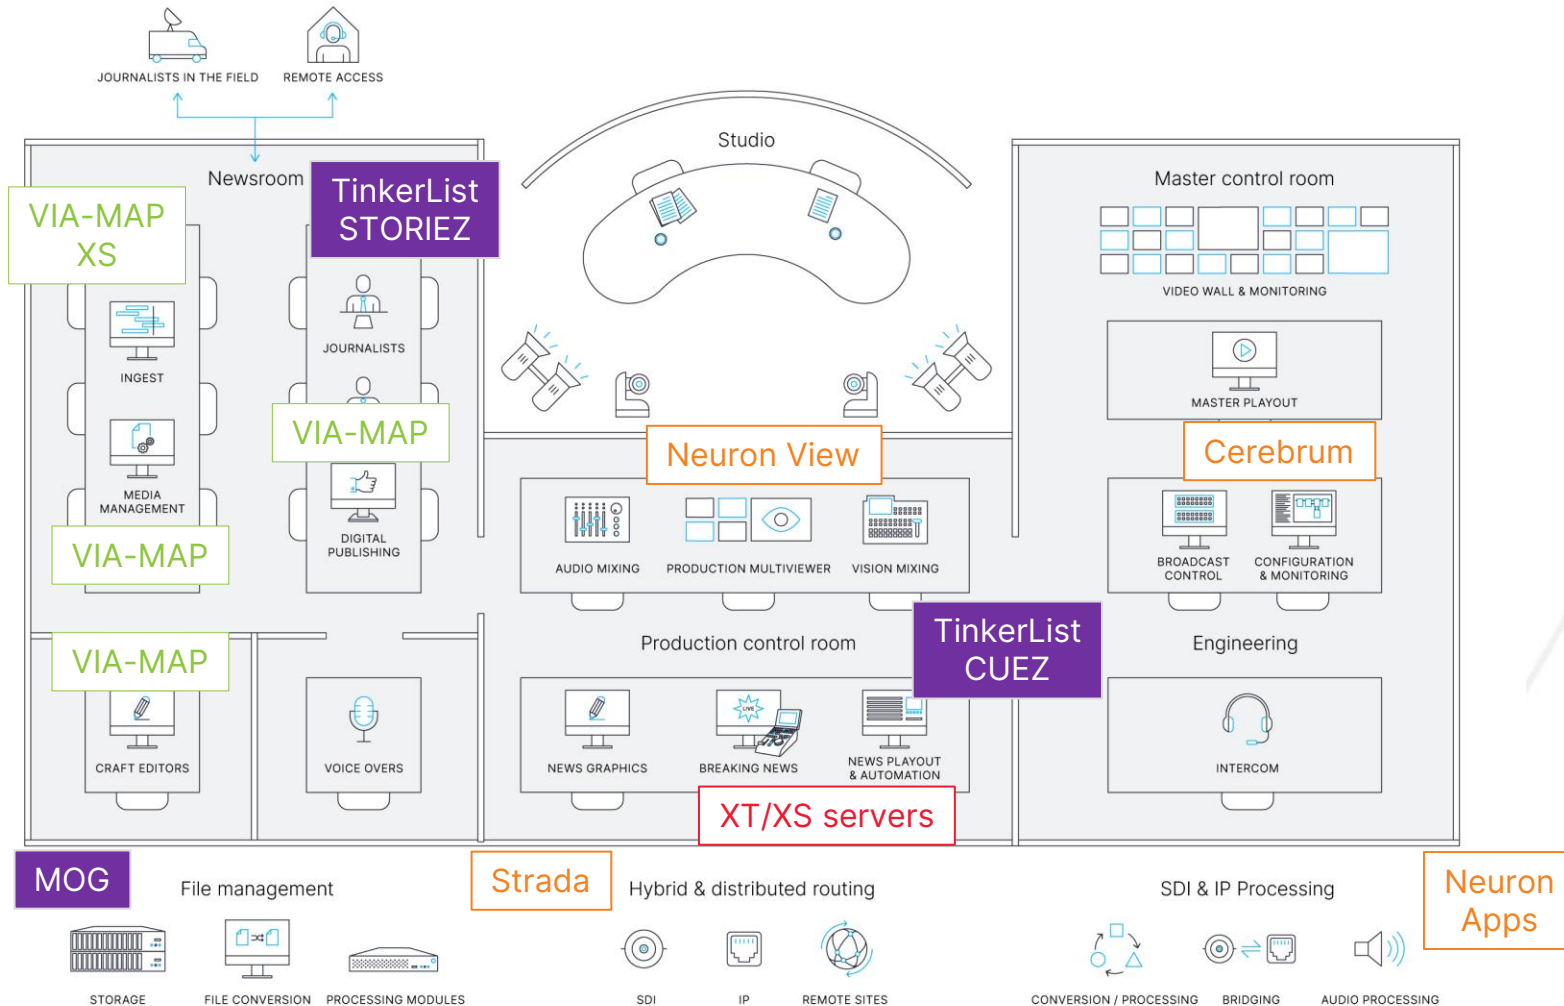 JOURNALISTS IN THE FIELD
REMOTE ACCESS
Studio
Newsroom
TinkerList
STORIEZ
Master control room
VIA-MAP
XS
VIDEO WALL & MONITORING
JOURNALISTS
INGEST
MASTER PLAYOUT
VIA-MAP
Neuron View
Cerebrum
MEDIA
MANAGEMENT
DIGITAL
PUBLISHING
VIA-MAP
AUDIO MIXING
PRODUCTION MULTIVIEWER
VISION MIXING
BROADCAST
CONTROL
CONFIGURATION
& MONITORING
VIA-MAP
Production control room
TinkerList
CUEZ
Engineering
LIVE
CRAFT EDITORS
VOICE OVERS
NEWS GRAPHICS
BREAKING NEWS
NEWS PLAYOUT
& AUTOMATION
INTERCOM
XT/XS servers
MOG
File management
Strada
Hybrid & distributed routing
SDI & IP Processing
Neuron
Apps
STORAGE
FILE CONVERSION
PROCESSING MODULES
SDI
IP
REMOTE SITES
CONVERSION / PROCESSING
BRIDGING
AUDIO PROCESSING